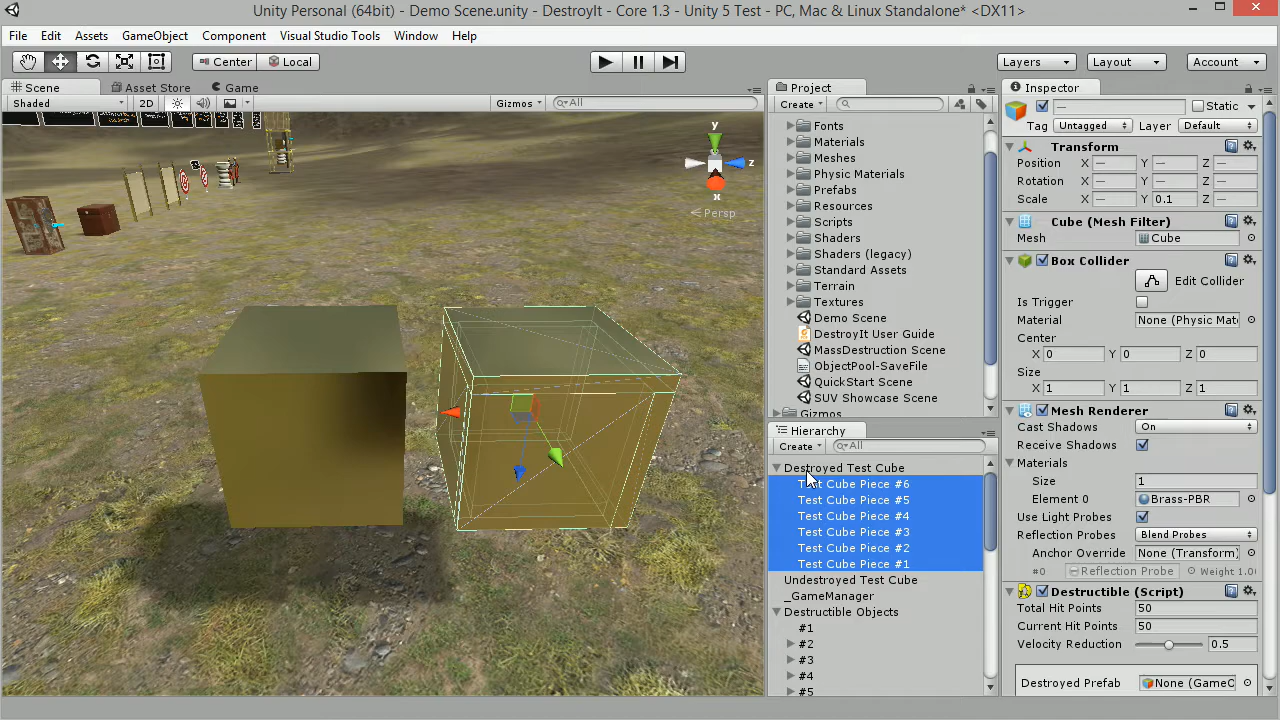 Unity Personal (64bit) - Demo Scene.unity - DestroyIt - Core 1.3 - Unity 5 Test - PC, Mac & Linux Standalone* <DX11>
File Edit Assets GameObject Component Visual Studio Tools Window Help
Center Local Layers Layout Account
Scene Asset Store Game
Shaded 2D Gizmos All
y
z
x
Persp
Project
Create
Fonts
Materials
Meshes
Physic Materials
Prefabs
Resources
Scripts
Shaders
Shaders (legacy)
Standard Assets
Terrain
Textures
Demo Scene
DestroyIt User Guide
MassDestruction Scene
ObjectPool-SaveFile
QuickStart Scene
SUV Showcase Scene
Gizmos
Hierarchy
Create All
Destroyed Test Cube
Test Cube Piece #6
Test Cube Piece #5
Test Cube Piece #4
Test Cube Piece #3
Test Cube Piece #2
Test Cube Piece #1
Undestroyed Test Cube
_GameManager
Destructible Objects
#1
#2
#3
#4
#5
Inspector
— Static
Tag Untagged Layer Default
Transform
Position X — Y — Z —
Rotation X — Y — Z —
Scale X — Y 0.1 Z —
Cube (Mesh Filter)
Mesh Cube
Box Collider
Edit Collider
Is Trigger
Material None (Physic Mat
Center
X 0 Y 0 Z 0
Size
X 1 Y 1 Z 1
Mesh Renderer
Cast Shadows On
Receive Shadows
Materials
Size 1
Element 0 Brass-PBR
Use Light Probes
Reflection Probes Blend Probes
Anchor Override None (Transform)
#0 Reflection Probe Weight 1.0
Destructible (Script)
Total Hit Points 50
Current Hit Points 50
Velocity Reduction 0.5
Destroyed Prefab None (GameC